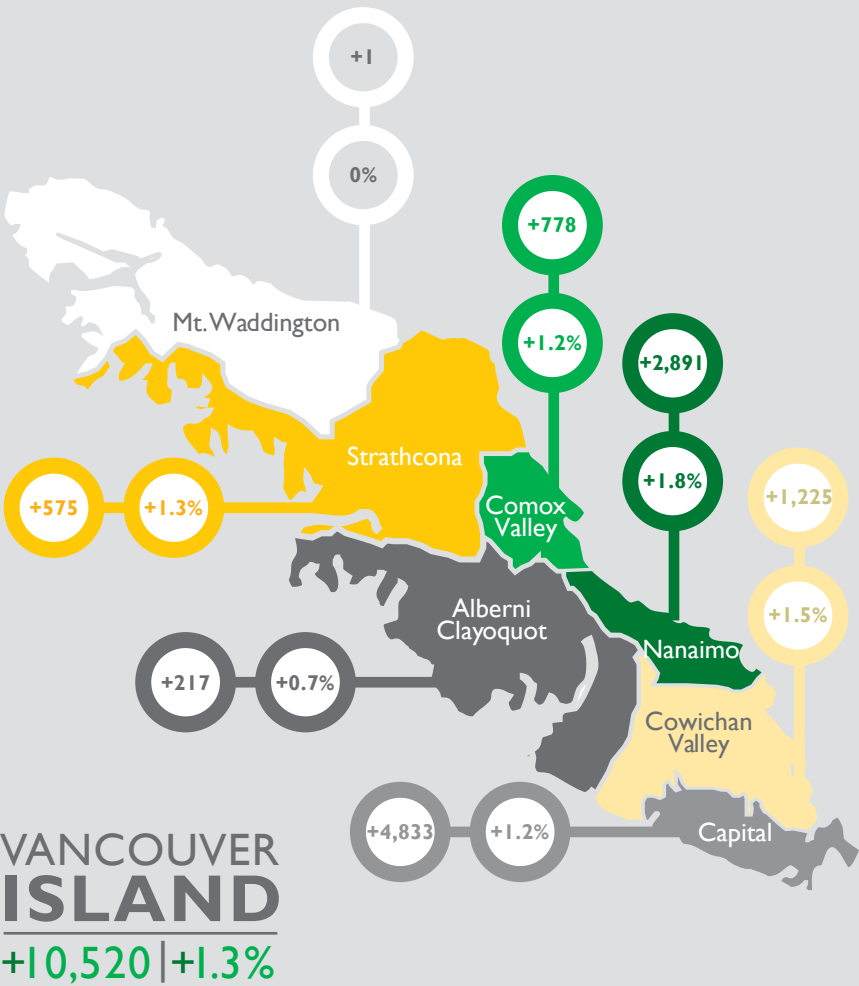 +1
0%
+778
+1.2%
+2,891
+1.8%
+1,225
+1.5%
Mt. Waddington
Strathcona
+575
+1.3%
Comox
Valley
Alberni
Clayoquot
+217
+0.7%
Nanaimo
Cowichan
Valley
+4,833
+1.2%
Capital
VANCOUVER
ISLAND
+10,520 | +1.3%